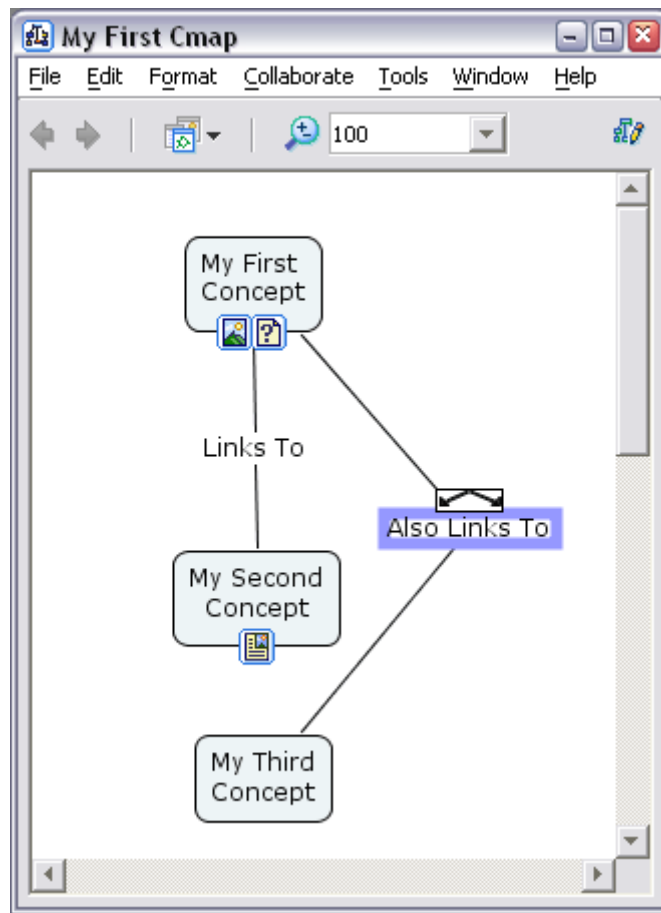 My First Cmap
File Edit Format Collaborate Tools Window Help
100
My First
Concept
Links To
Also Links To
My Second
Concept
My Third
Concept